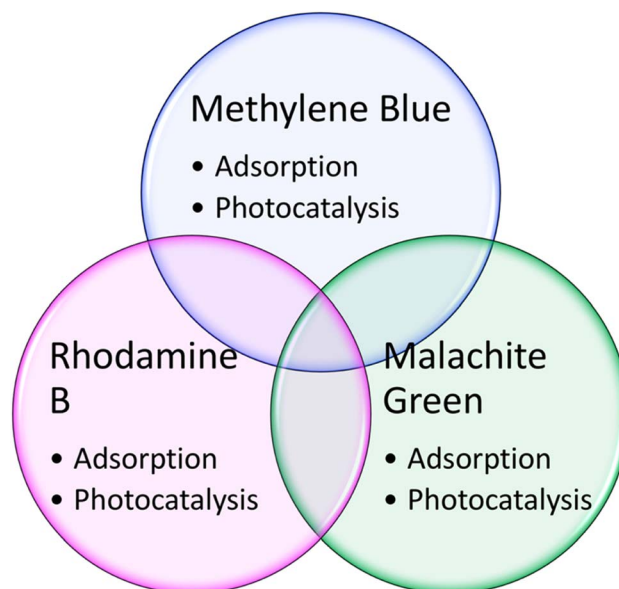 Methylene Blue
• Adsorption
• Photocatalysis
Rhodamine
B
• Adsorption
• Photocatalysis
Malachite
Green
• Adsorption
• Photocatalysis